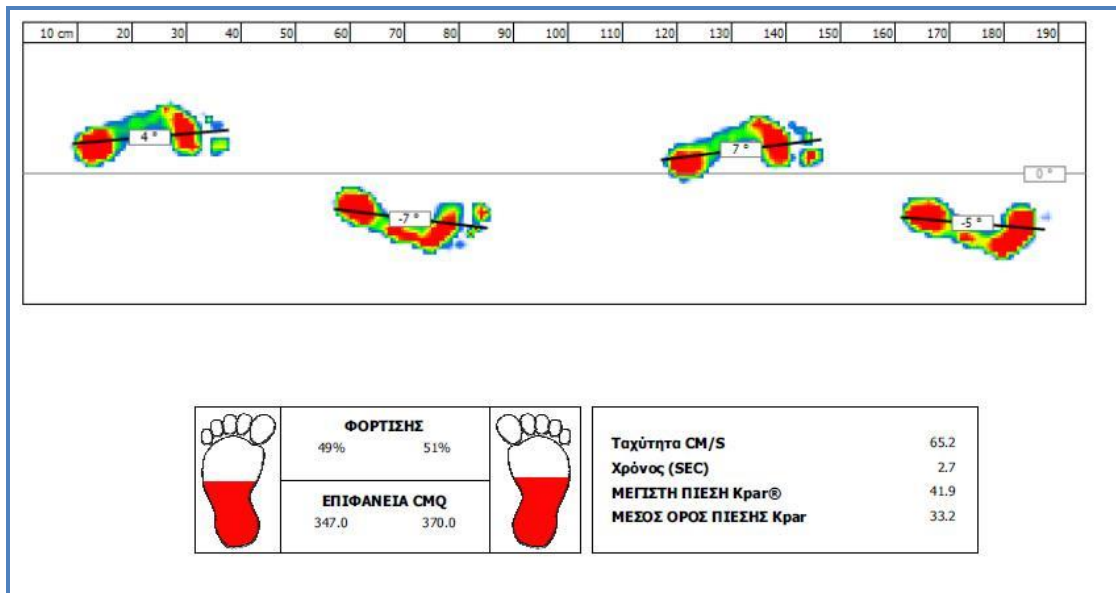 10 cm 20 30 40 50 60 70 80 90 100 110 120 130 140 150 160 170 180 190
4 °
7 °
0 °
-7 °
-5 °
ΦΟΡΤΙΣΗΣ
49% 51%
ΕΠΙΦΑΝΕΙΑ CMQ
347.0 370.0
Ταχύτητα CM/S 65.2
Χρόνος (SEC) 2.7
ΜΕΓΙΣΤΗ ΠΙΕΣΗ Kpar® 41.9
ΜΕΣΟΣ ΟΡΟΣ ΠΙΕΣΗΣ Kpar 33.2